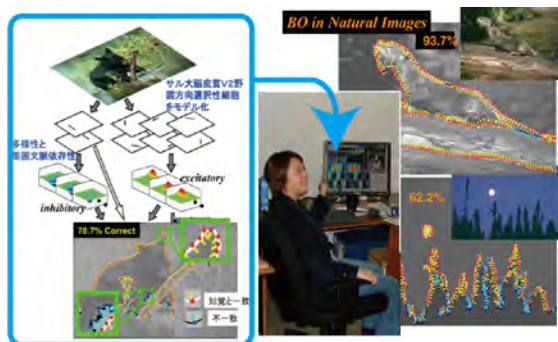 サル大脳皮質V2野
図方向選択性細胞
をモデル化
多様性と
周囲文脈依存性
excitatory
inhibitory
78.7% Correct
知覚と一致
不一致
BO in Natural Images
93.7%
62.2%